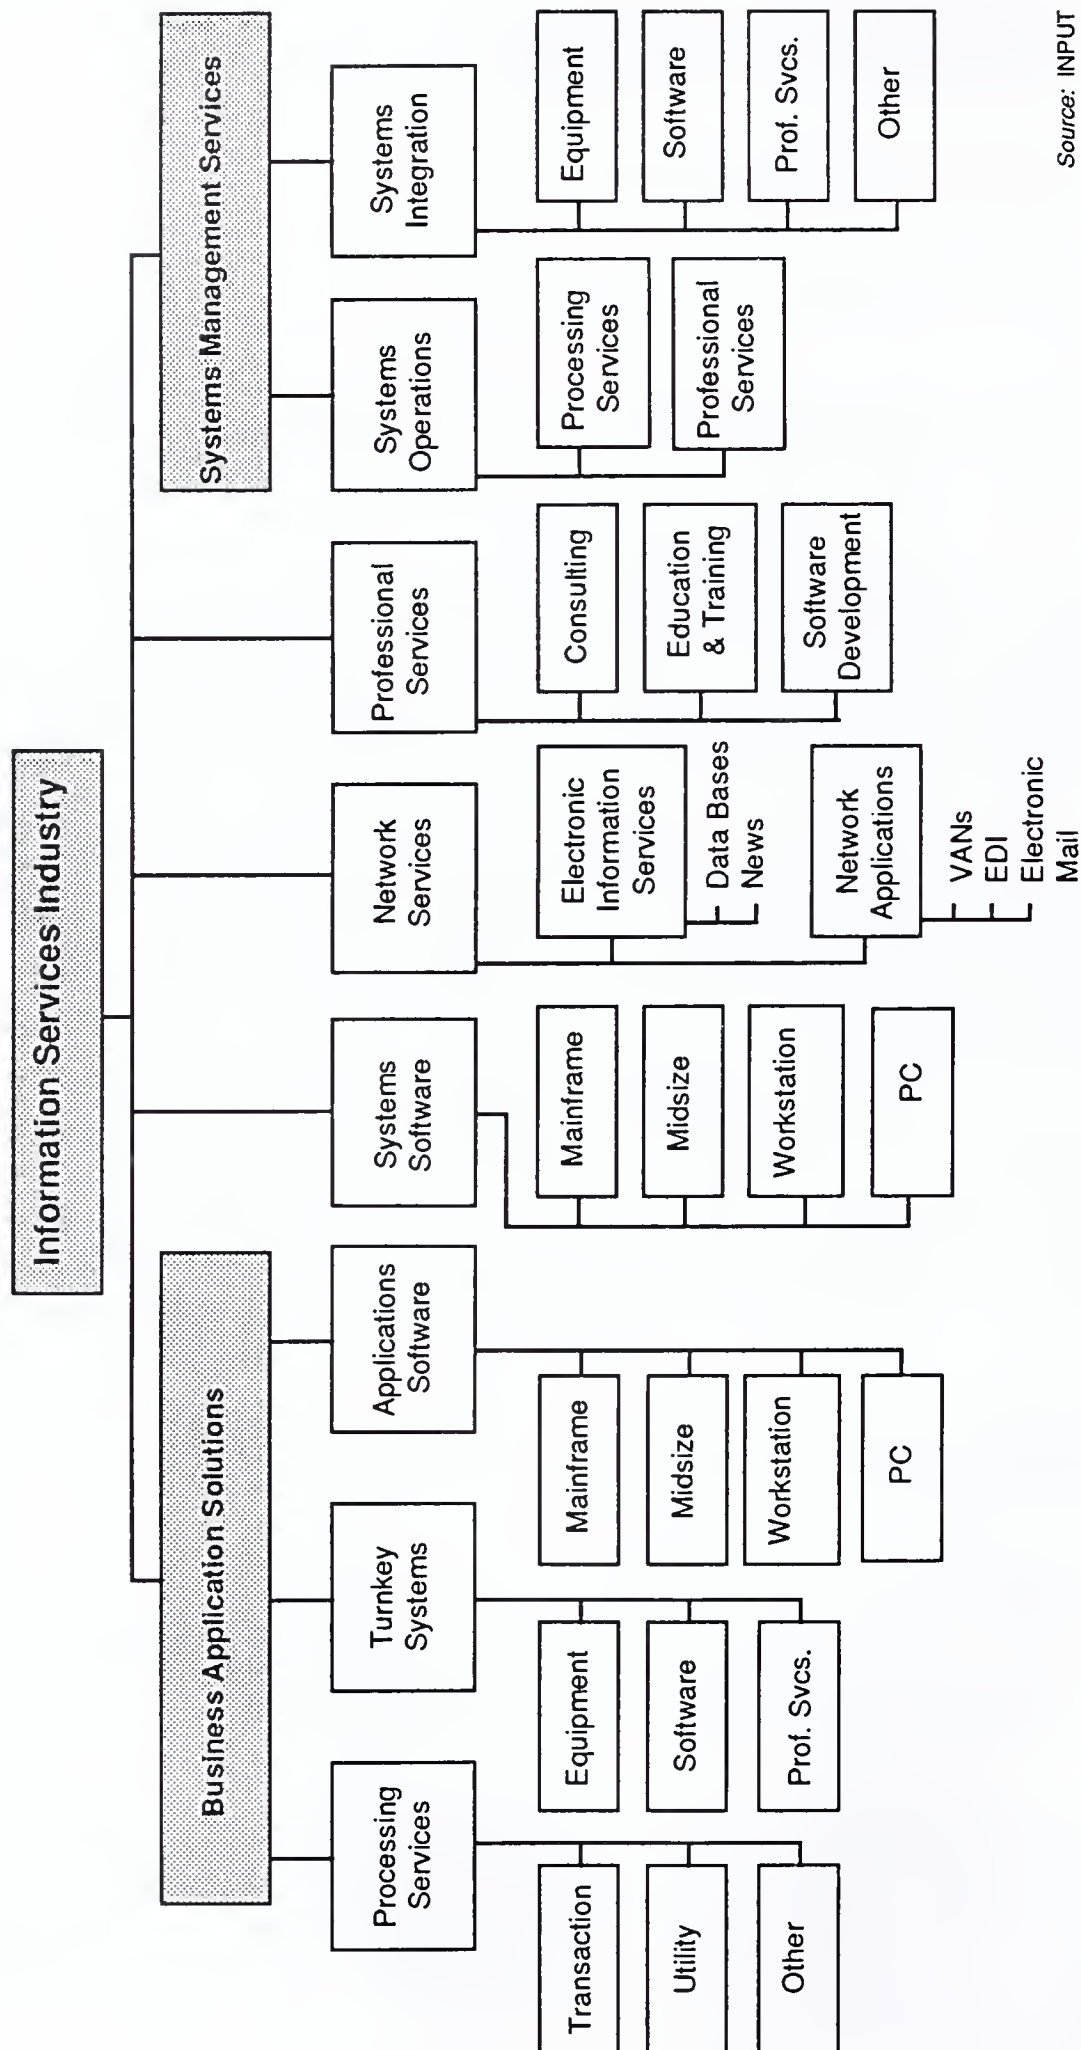 Information Services Industry
Business Application Solutions
Systems Management Services
Processing
Services
Turnkey
Systems
Applications
Software
Systems
Software
Network
Services
Professional
Services
Systems
Operations
Systems
Integration
Transaction
Utility
Other
Equipment
Software
Prof. Svcs.
Mainframe
Midsize
Workstation
PC
Mainframe
Midsize
Workstation
PC
Electronic
Information
Services
Data Bases
News
Network
Applications
VANs
EDI
Electronic
Mail
Consulting
Education
& Training
Software
Development
Processing
Services
Professional
Services
Equipment
Software
Prof. Svcs.
Other
Source: INPUT